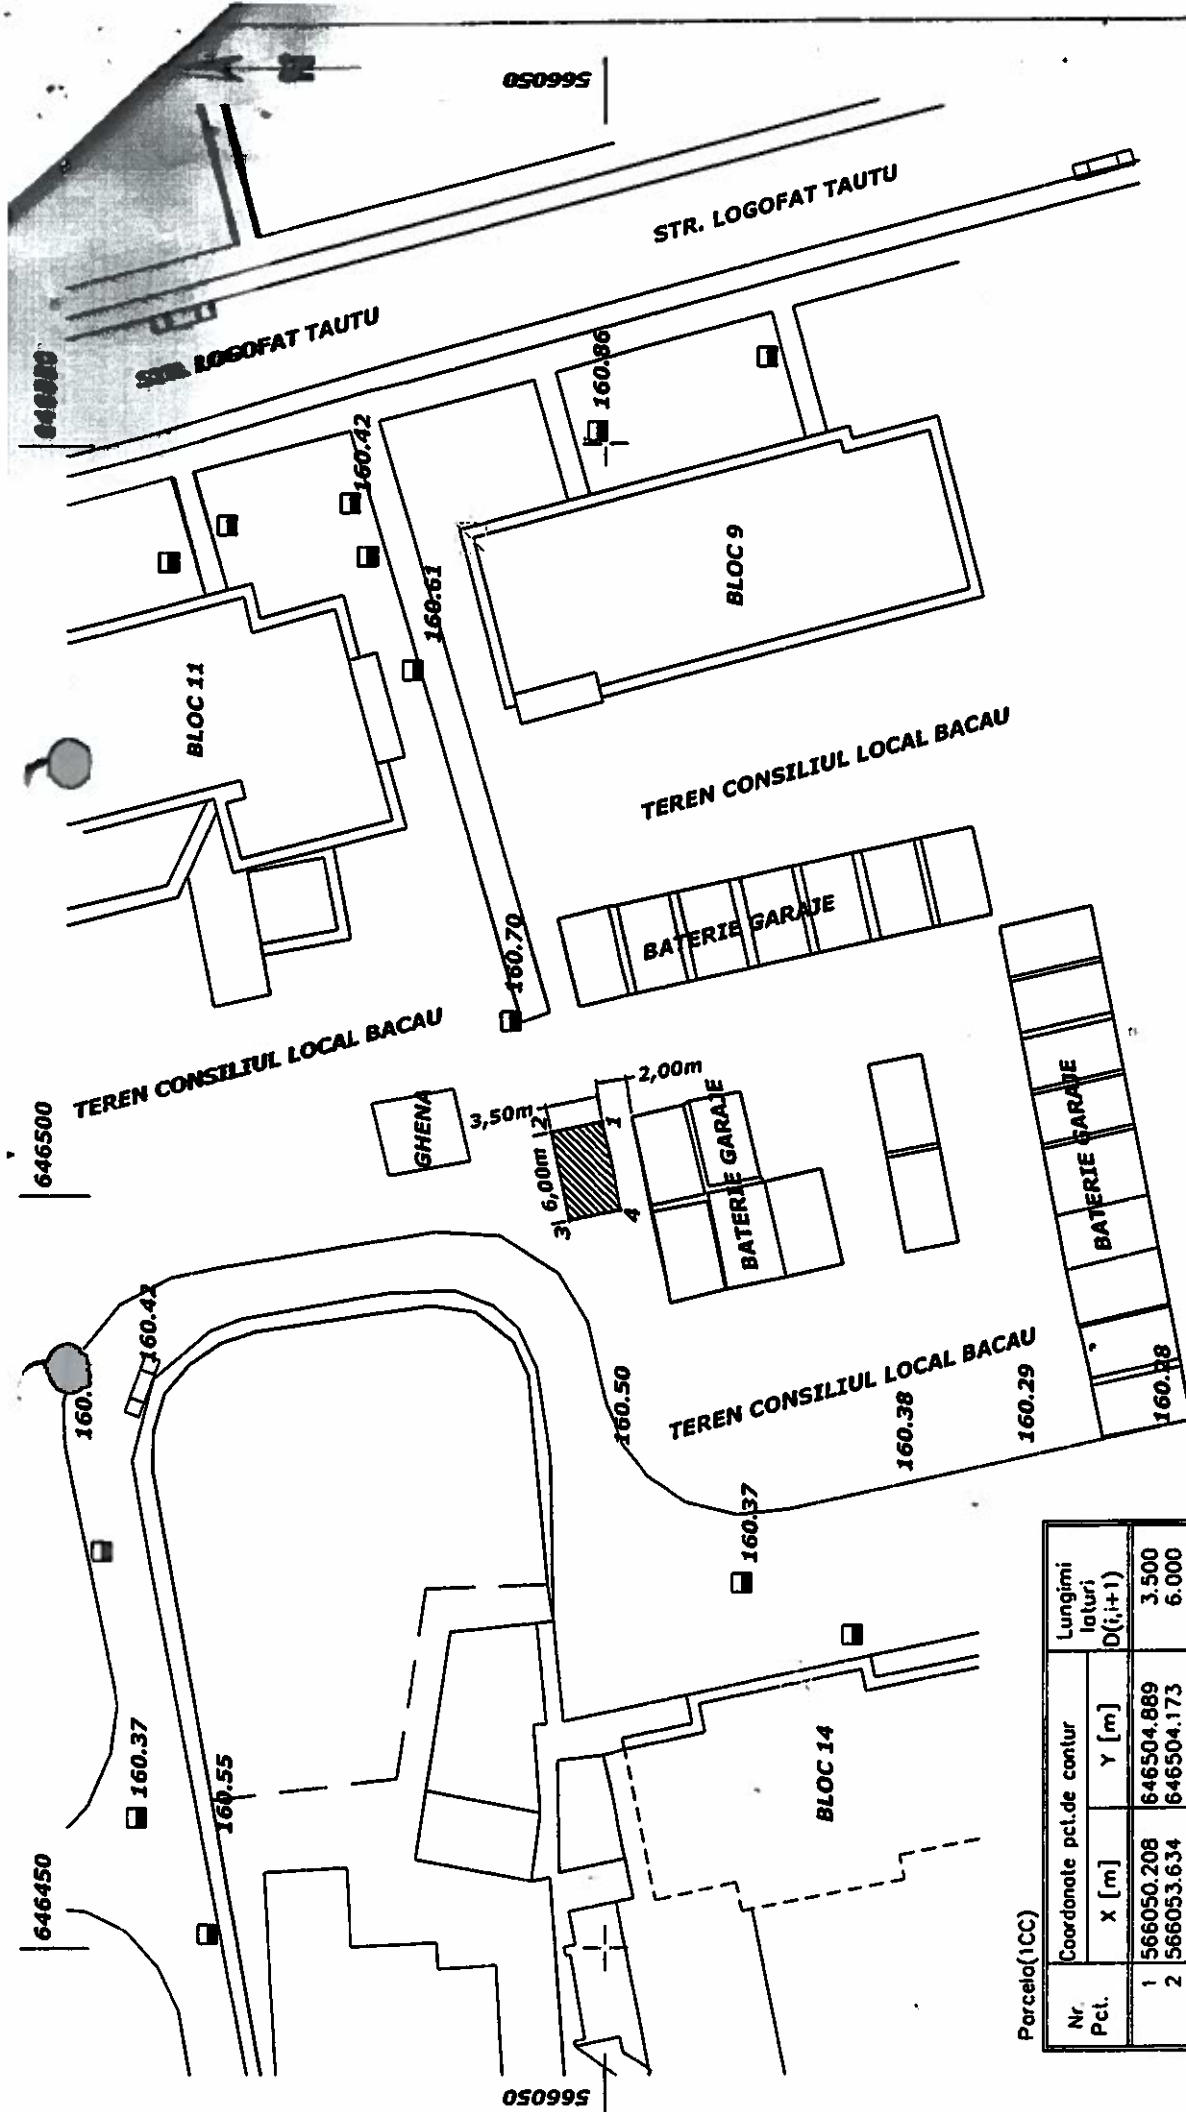 566050
STR. LOGOFAT TAUTU
LOGOFAT TAUTU
160.86
160.42
160.61
BLOC 11
BLOC 9
TEREN CONSILIUL LOCAL BACAU
160.70
BATERIE GARAJE
TEREN CONSILIUL LOCAL BACAU
646500
GHENA
3,50m
2,00m
6,00m
2
1
3
4
BATERIE GARAJE
BATERIE GARAJE
160.42
160.
160.50
TEREN CONSILIUL LOCAL BACAU
160.38
160.29
160.28
160.37
160.37
160.55
BLOC 14
646450
566050
Parcela(1CC)
Nr. Pct.
Coordonate pct.de contur
X [m]
Y [m]
Lungimi
laturi
D(i,i+1)
1 566050.208 646504.889 3.500
2 566053.634 646504.173 6.000